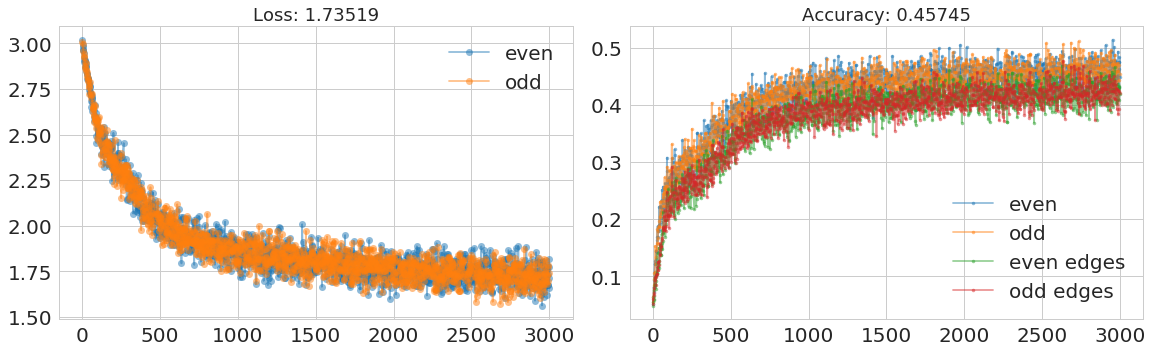 Loss: 1.73519
3.00
2.75
2.50
2.25
2.00
1.75
1.50
0 500 1000 1500 2000 2500 3000
even
odd
Accuracy: 0.45745
0.5
0.4
0.3
0.2
0.1
0 500 1000 1500 2000 2500 3000
even
odd
even edges
odd edges